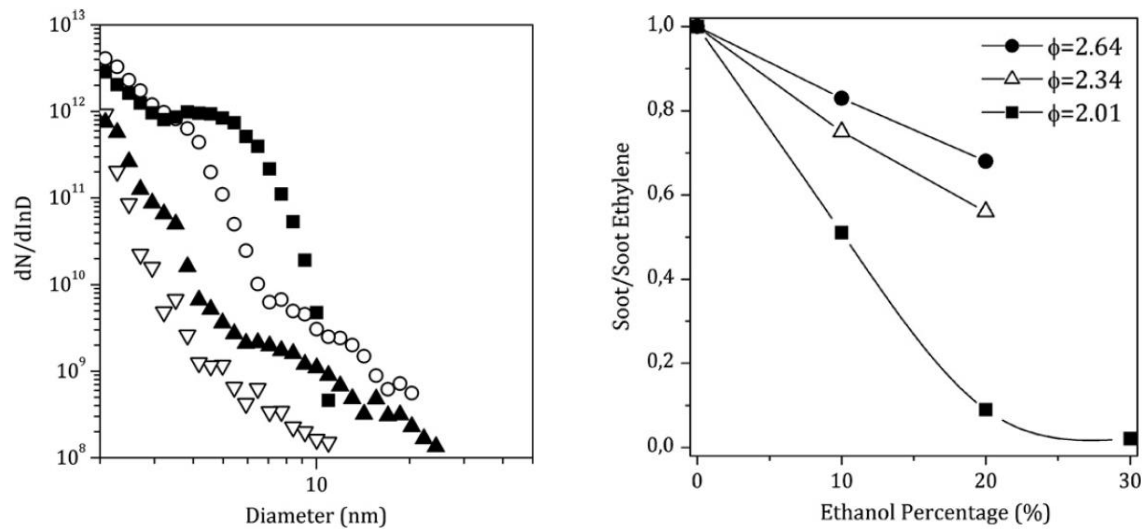 10^13
10^12
10^11
10^10
10^9
10^8
dN/dlnD
10
Diameter (nm)
1,0
0,8
0,6
0,4
0,2
0,0
Soot/Soot Ethylene
ϕ=2.64
ϕ=2.34
ϕ=2.01
0
10
20
30
Ethanol Percentage (%)